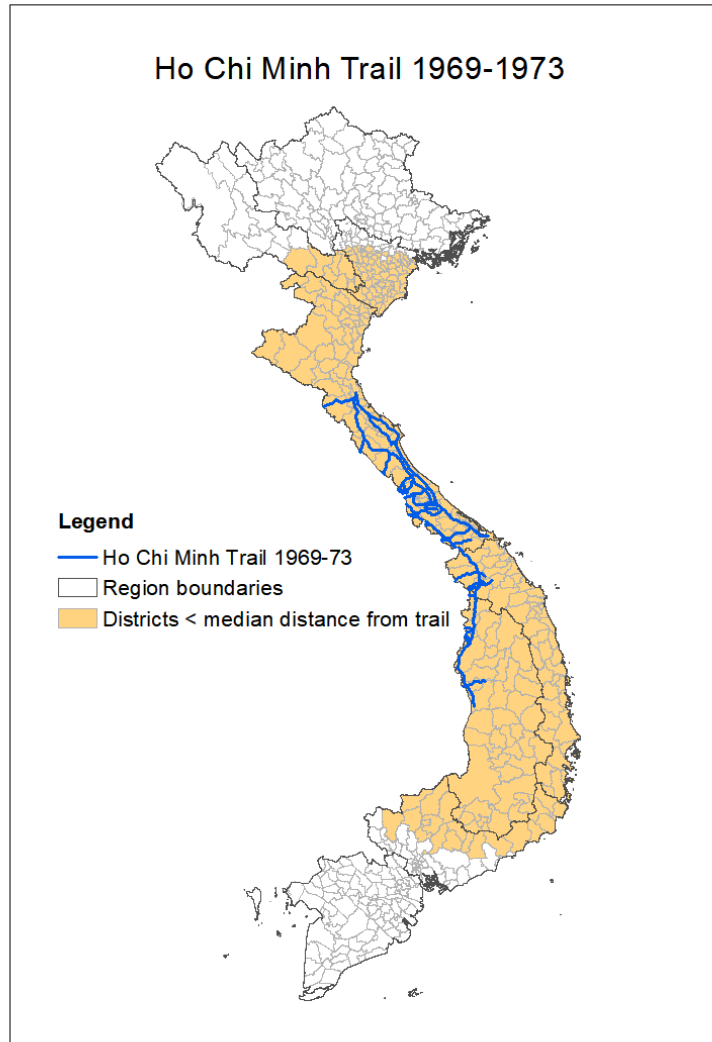 Ho Chi Minh Trail 1969-1973
Legend
Ho Chi Minh Trail 1969-73
Region boundaries
Districts < median distance from trail